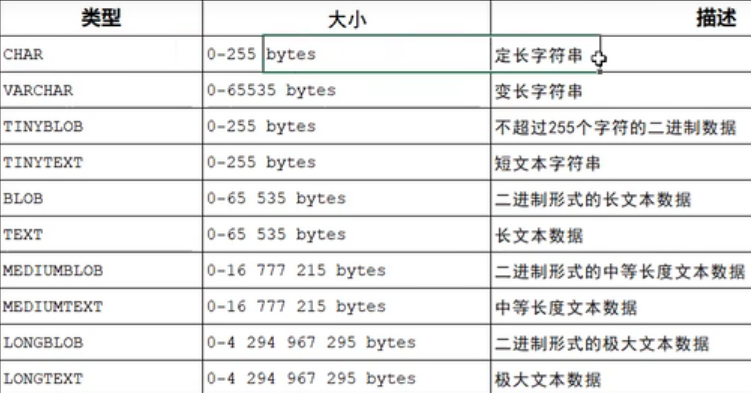 类型 大小 描述
CHAR 0-255 bytes 定长字符串
VARCHAR 0-65535 bytes 变长字符串
TINYBLOB 0-255 bytes 不超过255个字符的二进制数据
TINYTEXT 0-255 bytes 短文本字符串
BLOB 0-65 535 bytes 二进制形式的长文本数据
TEXT 0-65 535 bytes 长文本数据
MEDIUMBLOB 0-16 777 215 bytes 二进制形式的中等长度文本数据
MEDIUMTEXT 0-16 777 215 bytes 中等长度文本数据
LONGBLOB 0-4 294 967 295 bytes 二进制形式的极大文本数据
LONGTEXT 0-4 294 967 295 bytes 极大文本数据